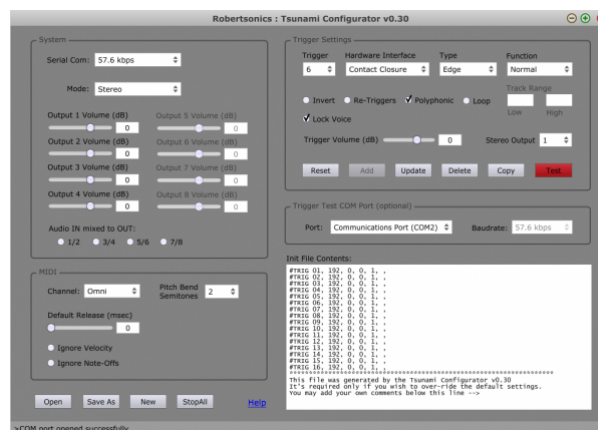 Robertsonics : Tsunami Configurator v0.30
System
Serial Com: 57.6 kbps
Mode: Stereo
Output 1 Volume (dB) Output 5 Volume (dB)
0 0
Output 2 Volume (dB) Output 6 Volume (dB)
0 0
Output 3 Volume (dB) Output 7 Volume (dB)
0 0
Output 4 Volume (dB) Output 8 Volume (dB)
0 0
Audio IN mixed to OUT:
1/2 3/4 5/6 7/8
MIDI
Channel: Omni Pitch Bend Semitones 2
Default Release (msec)
0
Ignore Velocity
Ignore Note-Offs
Open Save As New StopAll Help
Trigger Settings
Trigger Hardware Interface Type Function
6 Contact Closure Edge Normal
Invert Re-Triggers Polyphonic Loop
Track Range
Low High
Lock Voice
Trigger Volume (dB) 0 Stereo Output 1
Reset Add Update Delete Copy Test
Trigger Test COM Port (optional)
Port: Communications Port (COM2) Baudrate: 57.6 kbps
Init File Contents:
#TRIG 01, 192, 0, 0, 1, ,
#TRIG 02, 192, 0, 0, 1, ,
#TRIG 03, 192, 0, 0, 1, ,
#TRIG 04, 192, 0, 0, 1, ,
#TRIG 05, 192, 0, 0, 1, ,
#TRIG 06, 192, 0, 0, 1, ,
#TRIG 07, 192, 0, 0, 1, ,
#TRIG 08, 192, 0, 0, 1, ,
#TRIG 09, 192, 0, 0, 1, ,
#TRIG 10, 192, 0, 0, 1, ,
#TRIG 11, 192, 0, 0, 1, ,
#TRIG 12, 192, 0, 0, 1, ,
#TRIG 13, 192, 0, 0, 1, ,
#TRIG 14, 192, 0, 0, 1, ,
#TRIG 15, 192, 0, 0, 1, ,
#TRIG 16, 192, 0, 0, 1, ,
This file was generated by the Tsunami Configurator v0.30
It's required only if you wish to over-ride the default settings.
You may add your own comments below this line -->
>COM port opened successfully